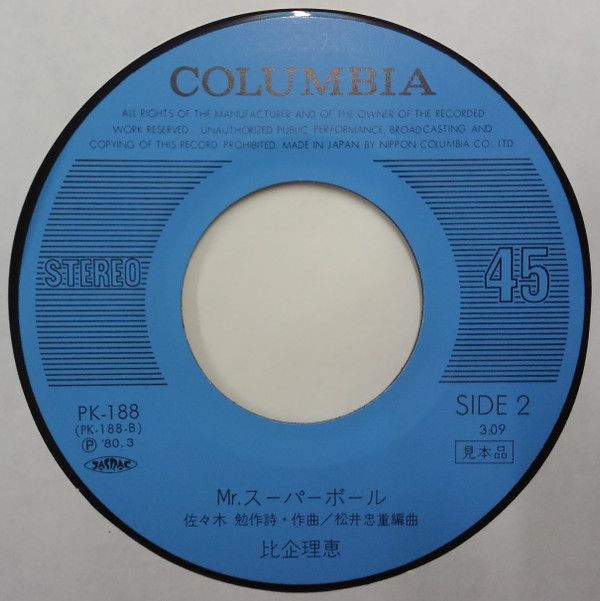 COLUMBIA
ALL RIGHTS OF THE MANUFACTURER AND OF THE OWNER OF THE RECORDED
WORK RESERVED. UNAUTHORIZED PUBLIC PERFORMANCE, BROADCASTING AND
COPYING OF THIS RECORD PROHIBITED. MADE IN JAPAN BY NIPPON COLUMBIA CO., LTD.
STEREO
45
PK-188
(PK-188-B)
Ⓟ '80.3
JASRAC
SIDE 2
3:09
見本品
Mr.スーパーボール
佐々木 勉作詩・作曲／松井忠重編曲
比企理恵